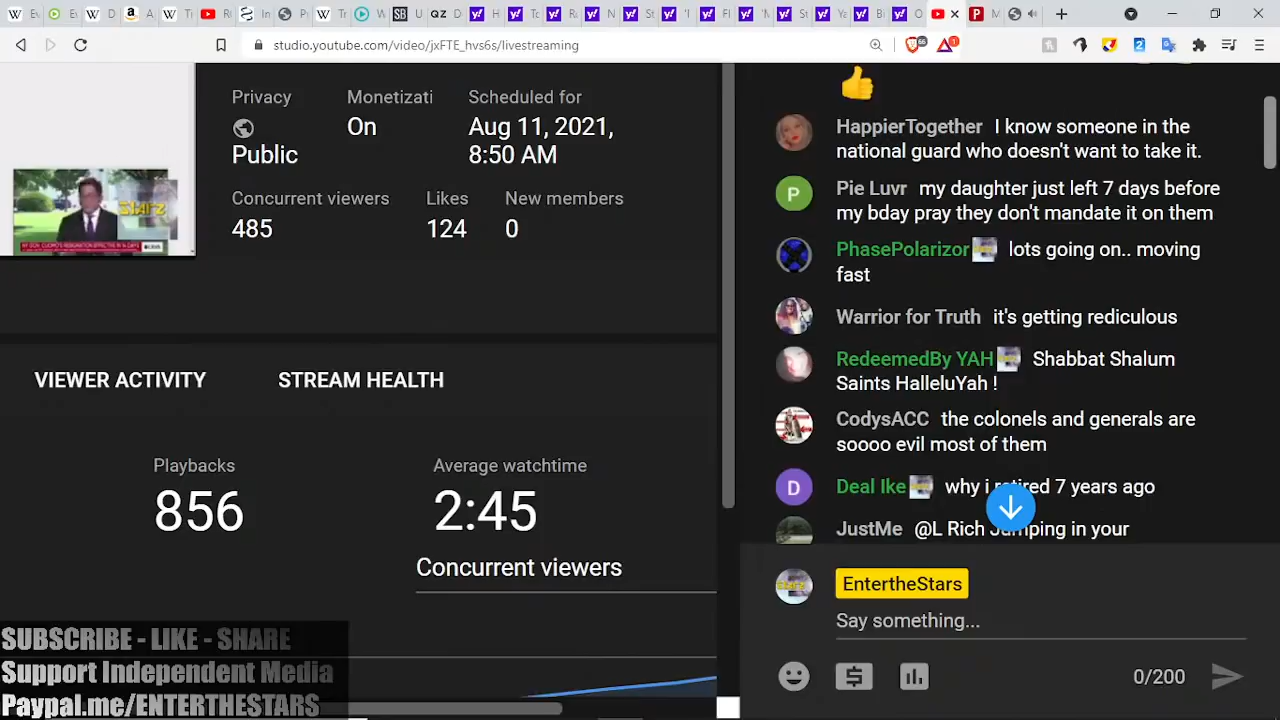 studio.youtube.com/video/jxFTE_hvs6s/livestreaming
Privacy
Monetizati
Scheduled for
Public
On
Aug 11, 2021,
8:50 AM
Concurrent viewers
Likes
New members
485
124
0
Starz
VIEWER ACTIVITY
STREAM HEALTH
Playbacks
Average watchtime
856
2:45
Concurrent viewers
SUBSCRIBE - LIKE - SHARE
Support Independent Media
Paypal.me/ENTERTHESTARS
HappierTogether I know someone in the
national guard who doesn't want to take it.
Pie Luvr my daughter just left 7 days before
my bday pray they don't mandate it on them
PhasePolarizor lots going on.. moving
fast
Warrior for Truth it's getting rediculous
RedeemedBy YAH Shabbat Shalum
Saints HalleluYah !
CodysACC the colonels and generals are
soooo evil most of them
Deal Ike why i retired 7 years ago
JustMe @L Rich Jumping in your
EntertheStars
Say something...
0/200